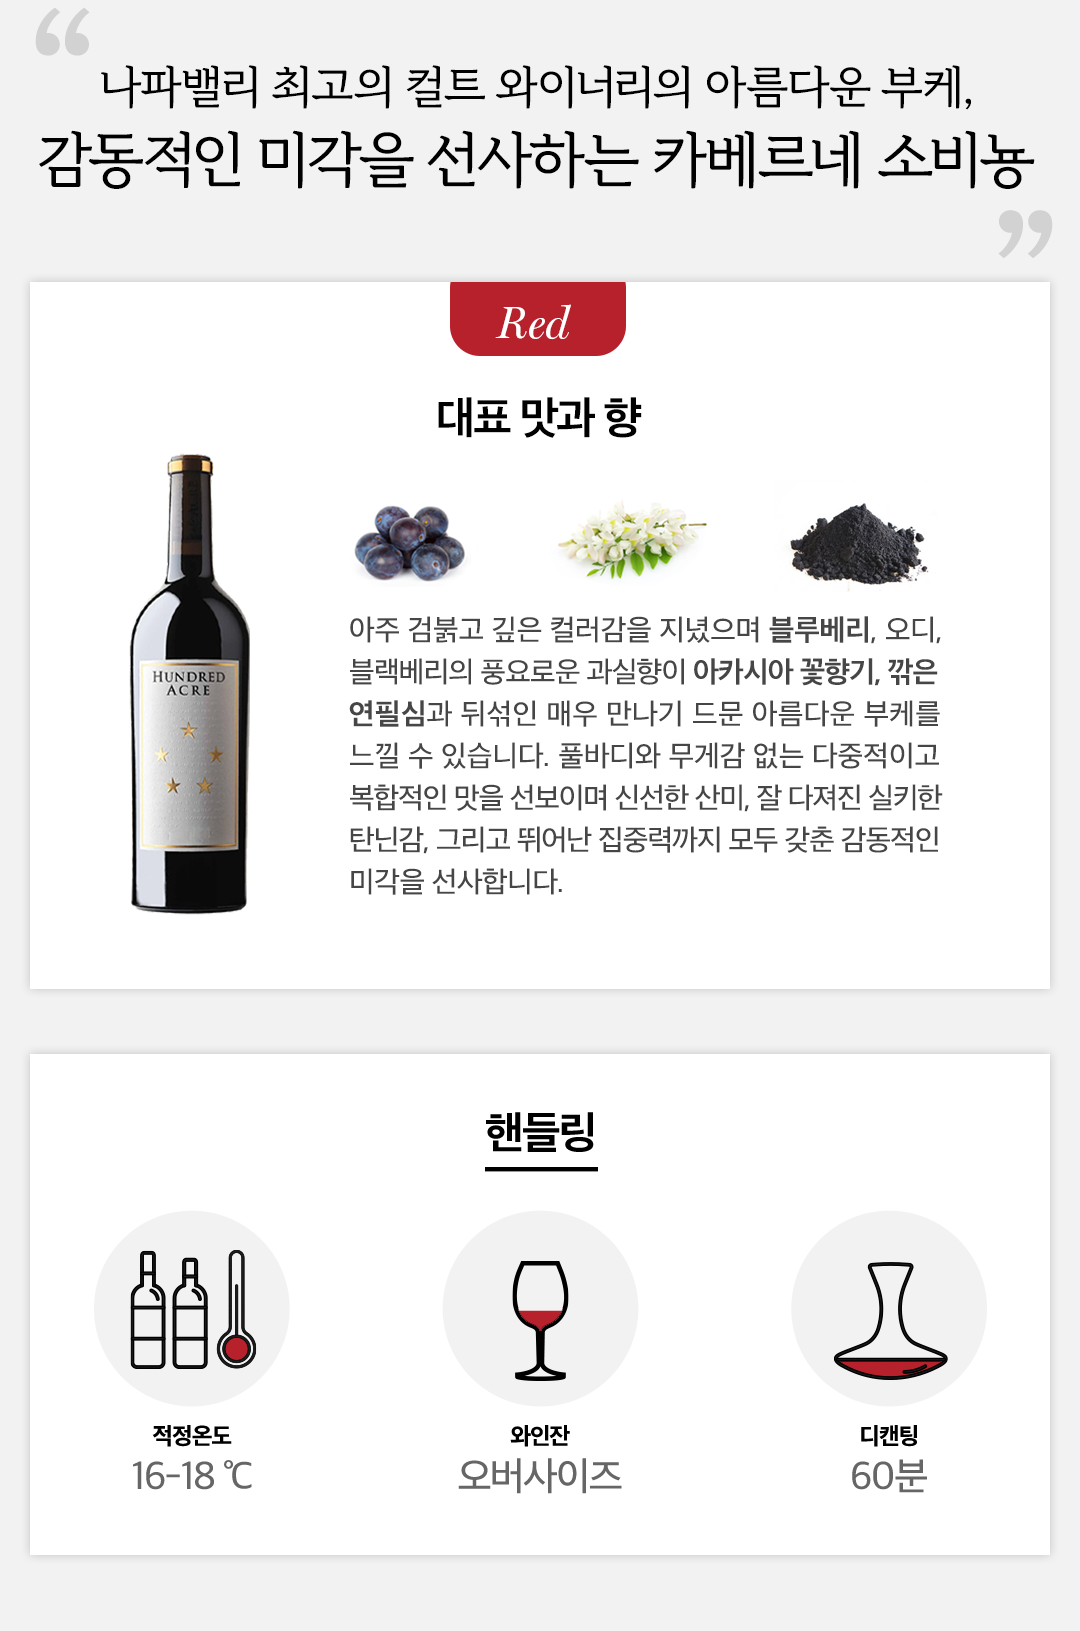 “
나파밸리 최고의 컬트 와이너리의 아름다운 부케,
감동적인 미각을 선사하는 카베르네 소비뇽
”
Red
대표 맛과 향
HUNDRED
ACRE
아주 검붉고 깊은 컬러감을 지녔으며 블루베리, 오디,
블랙베리의 풍요로운 과실향이 아카시아 꽃향기, 깎은
연필심과 뒤섞인 매우 만나기 드문 아름다운 부케를
느낄 수 있습니다. 풀바디와 무게감 없는 다중적이고
복합적인 맛을 선보이며 신선한 산미, 잘 다져진 실키한
탄닌감, 그리고 뛰어난 집중력까지 모두 갖춘 감동적인
미각을 선사합니다.
핸들링
적정온도
16-18 ℃
와인잔
오버사이즈
디캔팅
60분